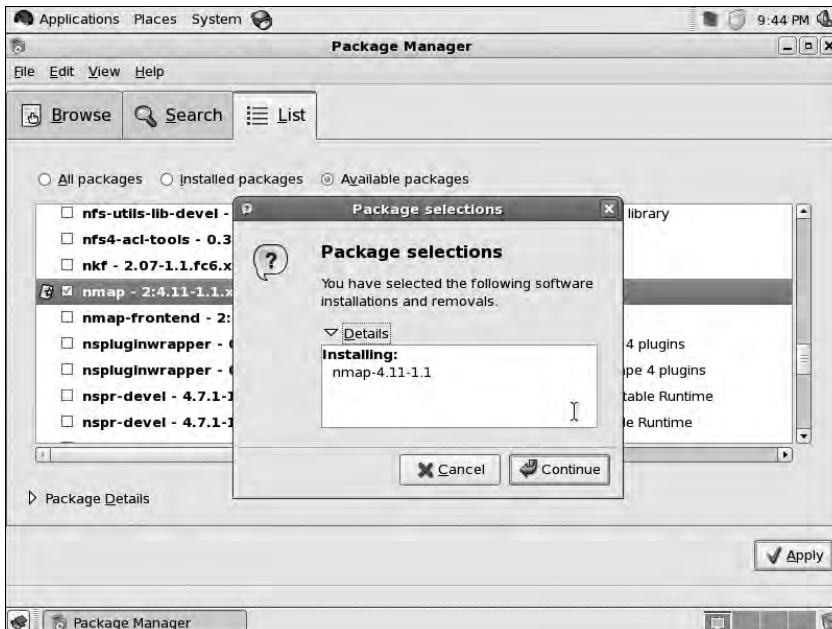 Applications Places System 9:44 PM
Package Manager
File Edit View Help
Browse Search List
All packages Installed packages Available packages
nfs-utils-lib-devel - library
nfs4-acl-tools - 0.3
nkf - 2.07-1.1.fc6.x
nmap - 2:4.11-1.1.x
nmap-frontend - 2:
nspluginwrapper - 4 plugins
nspluginwrapper - ape 4 plugins
nspr-devel - 4.7.1-1 table Runtime
nspr-devel - 4.7.1-1 le Runtime
Package selections
Package selections
You have selected the following software
installations and removals.
Details
Installing:
nmap-4.11-1.1
Cancel Continue
Package Details
Apply
Package Manager